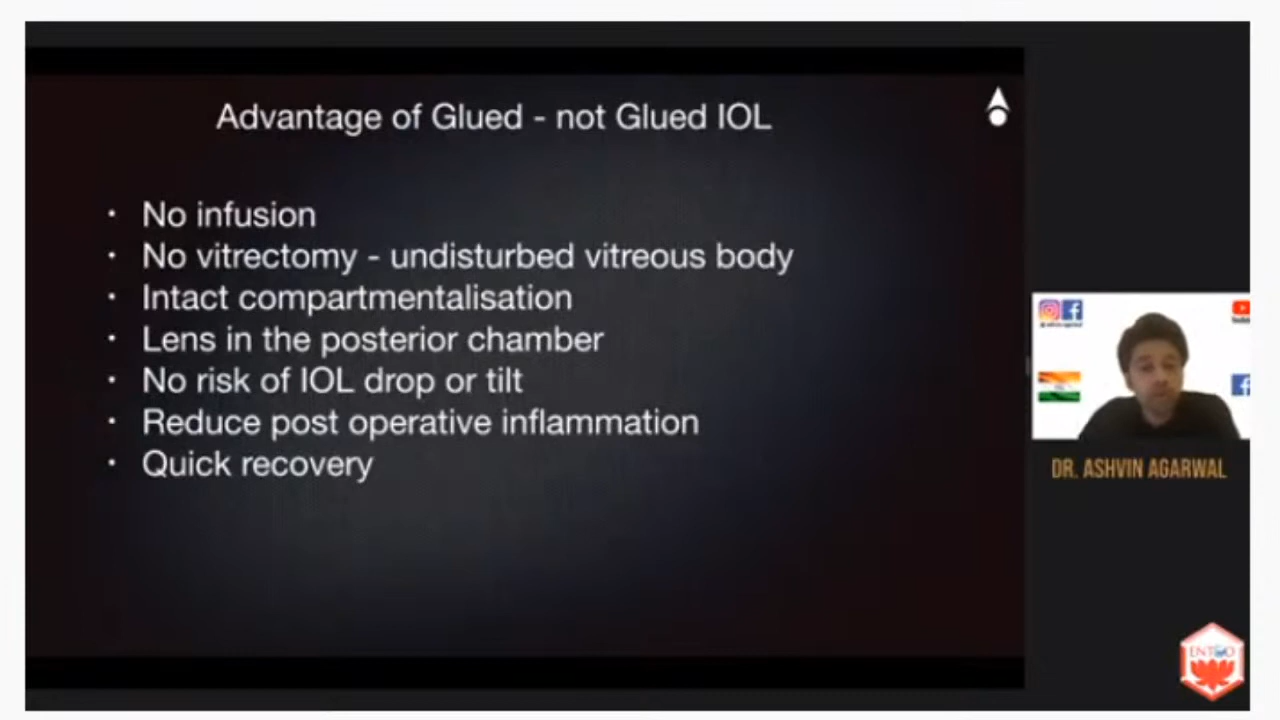 Advantage of Glued - not Glued IOL
· No infusion
· No vitrectomy - undisturbed vitreous body
· Intact compartmentalisation
· Lens in the posterior chamber
· No risk of IOL drop or tilt
· Reduce post operative inflammation
· Quick recovery
DR. ASHVIN AGARWAL